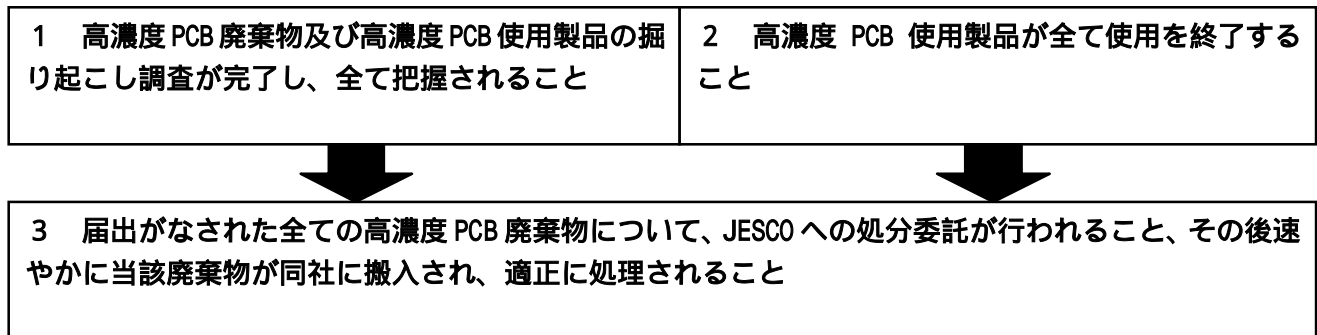 １　高濃度PCB廃棄物及び高濃度PCB使用製品の掘
り起こし調査が完了し、全て把握されること
２　高濃度 PCB 使用製品が全て使用を終了する
こと
３　届出がなされた全ての高濃度PCB廃棄物について、JESCOへの処分委託が行われること、その後速
やかに当該廃棄物が同社に搬入され、適正に処理されること